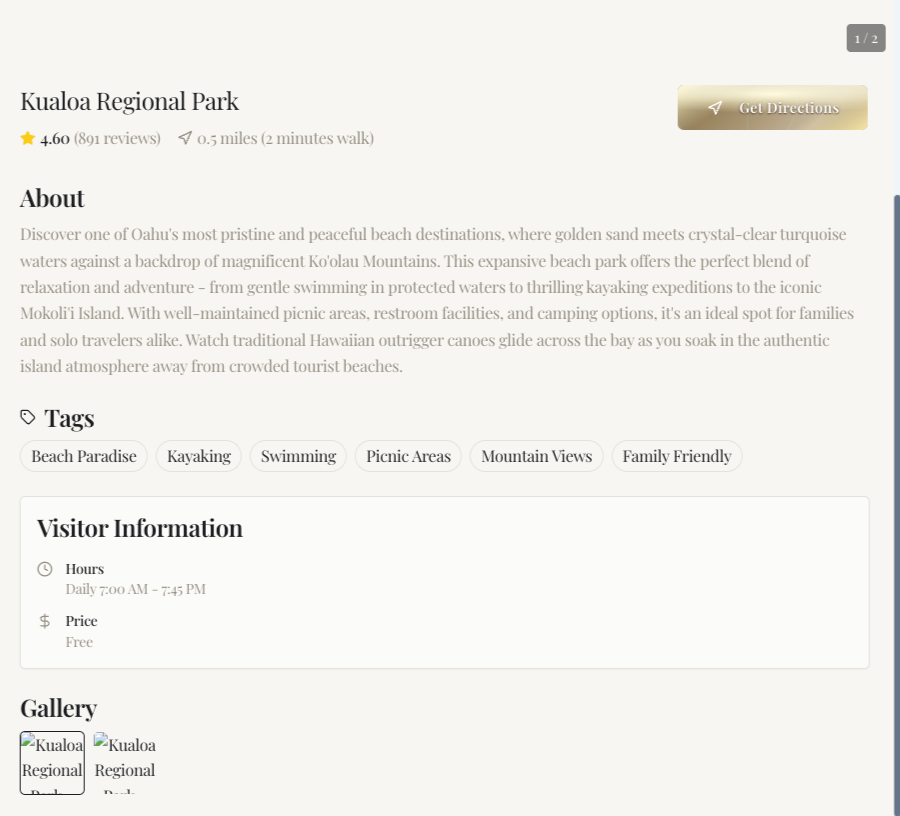 1 / 2
Kualoa Regional Park
Get Directions
4.60 (891 reviews) 0.5 miles (2 minutes walk)
About
Discover one of Oahu's most pristine and peaceful beach destinations, where golden sand meets crystal-clear turquoise
waters against a backdrop of magnificent Ko'olau Mountains. This expansive beach park offers the perfect blend of
relaxation and adventure - from gentle swimming in protected waters to thrilling kayaking expeditions to the iconic
Mokoli'i Island. With well-maintained picnic areas, restroom facilities, and camping options, it's an ideal spot for families
and solo travelers alike. Watch traditional Hawaiian outrigger canoes glide across the bay as you soak in the authentic
island atmosphere away from crowded tourist beaches.
Tags
Beach Paradise Kayaking Swimming Picnic Areas Mountain Views Family Friendly
Visitor Information
Hours
Daily 7:00 AM - 7:45 PM
Price
Free
Gallery
Kualoa Kualoa
Regional Regional
Park Park